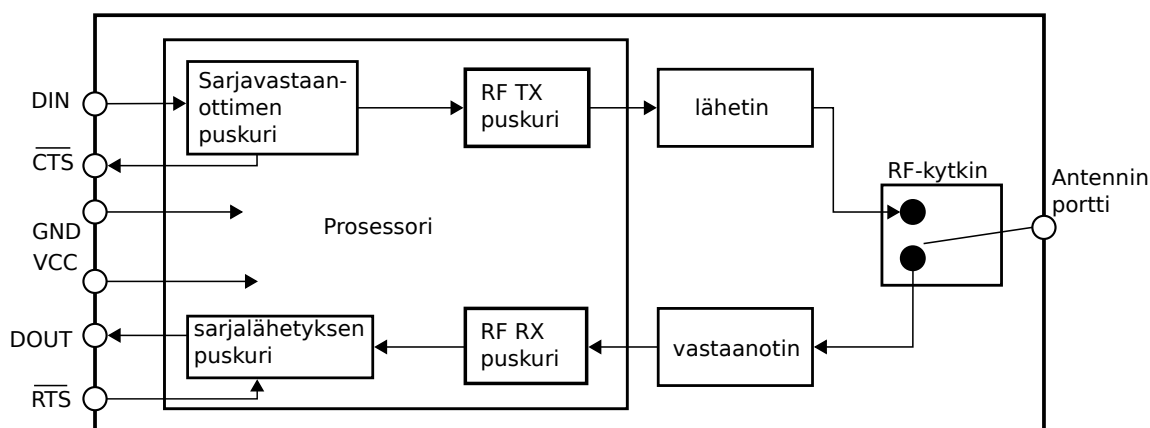 DIN
CTS
GND
VCC
DOUT
RTS
Sarjavastaan-
ottimen
puskuri
RF TX
puskuri
lähetin
RF-kytkin
Antennin
portti
Prosessori
sarjalähetyksen
puskuri
RF RX
puskuri
vastaanotin